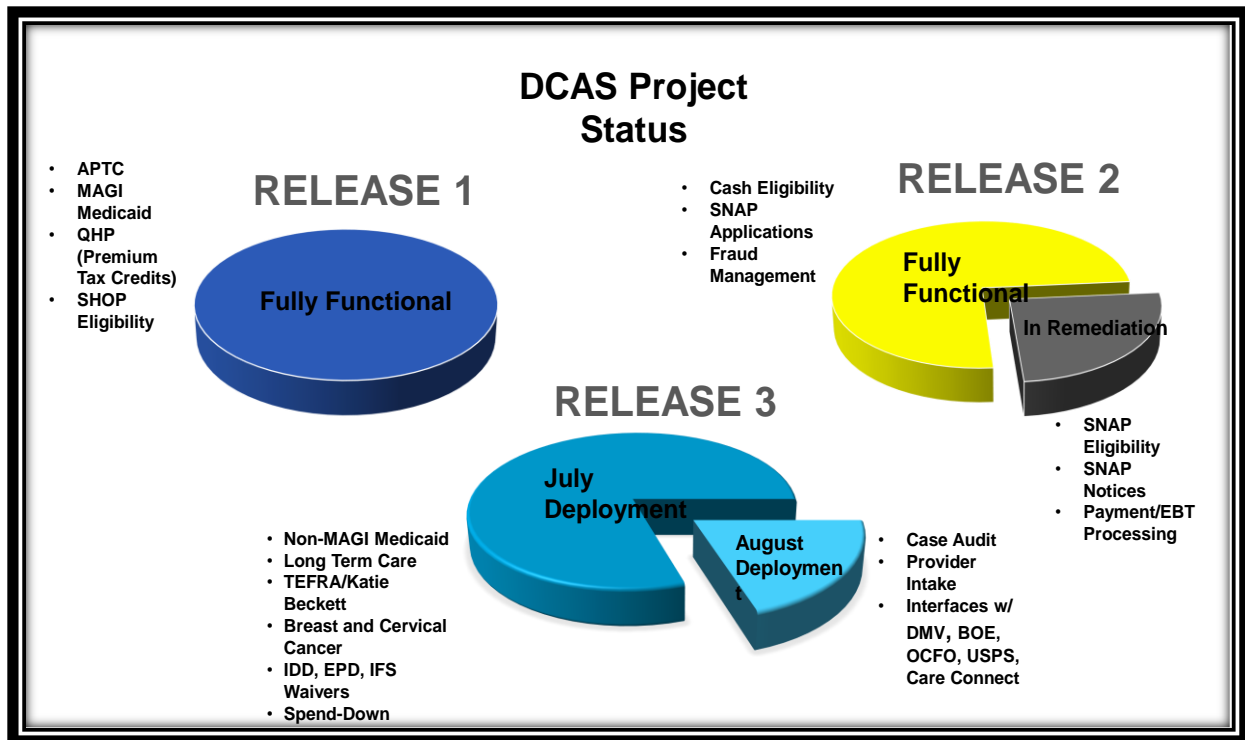 DCAS Project
Status
• APTC
• MAGI
Medicaid
• QHP
(Premium
Tax Credits)
• SHOP
Eligibility
RELEASE 1
Fully Functional
• Cash Eligibility
• SNAP
Applications
• Fraud
Management
RELEASE 2
Fully
Functional
In Remediation
• SNAP
Eligibility
• SNAP
Notices
• Payment/EBT
Processing
RELEASE 3
July
Deployment
August
Deploymen
t
• Non-MAGI Medicaid
• Long Term Care
• TEFRA/Katie
Beckett
• Breast and Cervical
Cancer
• IDD, EPD, IFS
Waivers
• Spend-Down
• Case Audit
• Provider
Intake
• Interfaces w/
DMV, BOE,
OCFO, USPS,
Care Connect